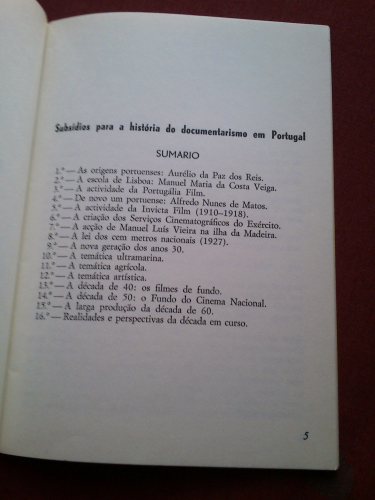 Subsídios para a história do documentarismo em Portugal
SUMARIO
1.º — As origens portuenses: Aurélio da Paz dos Reis.
2.º — A escola de Lisboa: Manuel Maria da Costa Veiga.
3.º — A actividade da Portugália Film.
4.º — De novo um portuense: Alfredo Nunes de Matos.
5.º — A actividade da Invicta Film (1910-1918).
6.º — A criação dos Serviços Cinematográficos do Exército.
7.º — A acção de Manuel Luís Vieira na ilha da Madeira.
8.º — A lei dos cem metros nacionais (1927).
9.º — A nova geração dos anos 30.
10.º — A temática ultramarina.
11.º — A temática agrícola.
12.º — A temática artística.
13.º — A década de 40: os filmes de fundo.
14.º — A década de 50: o Fundo do Cinema Nacional.
15.º — A larga produção da década de 60.
16.º — Realidades e perspectivas da década em curso.
5